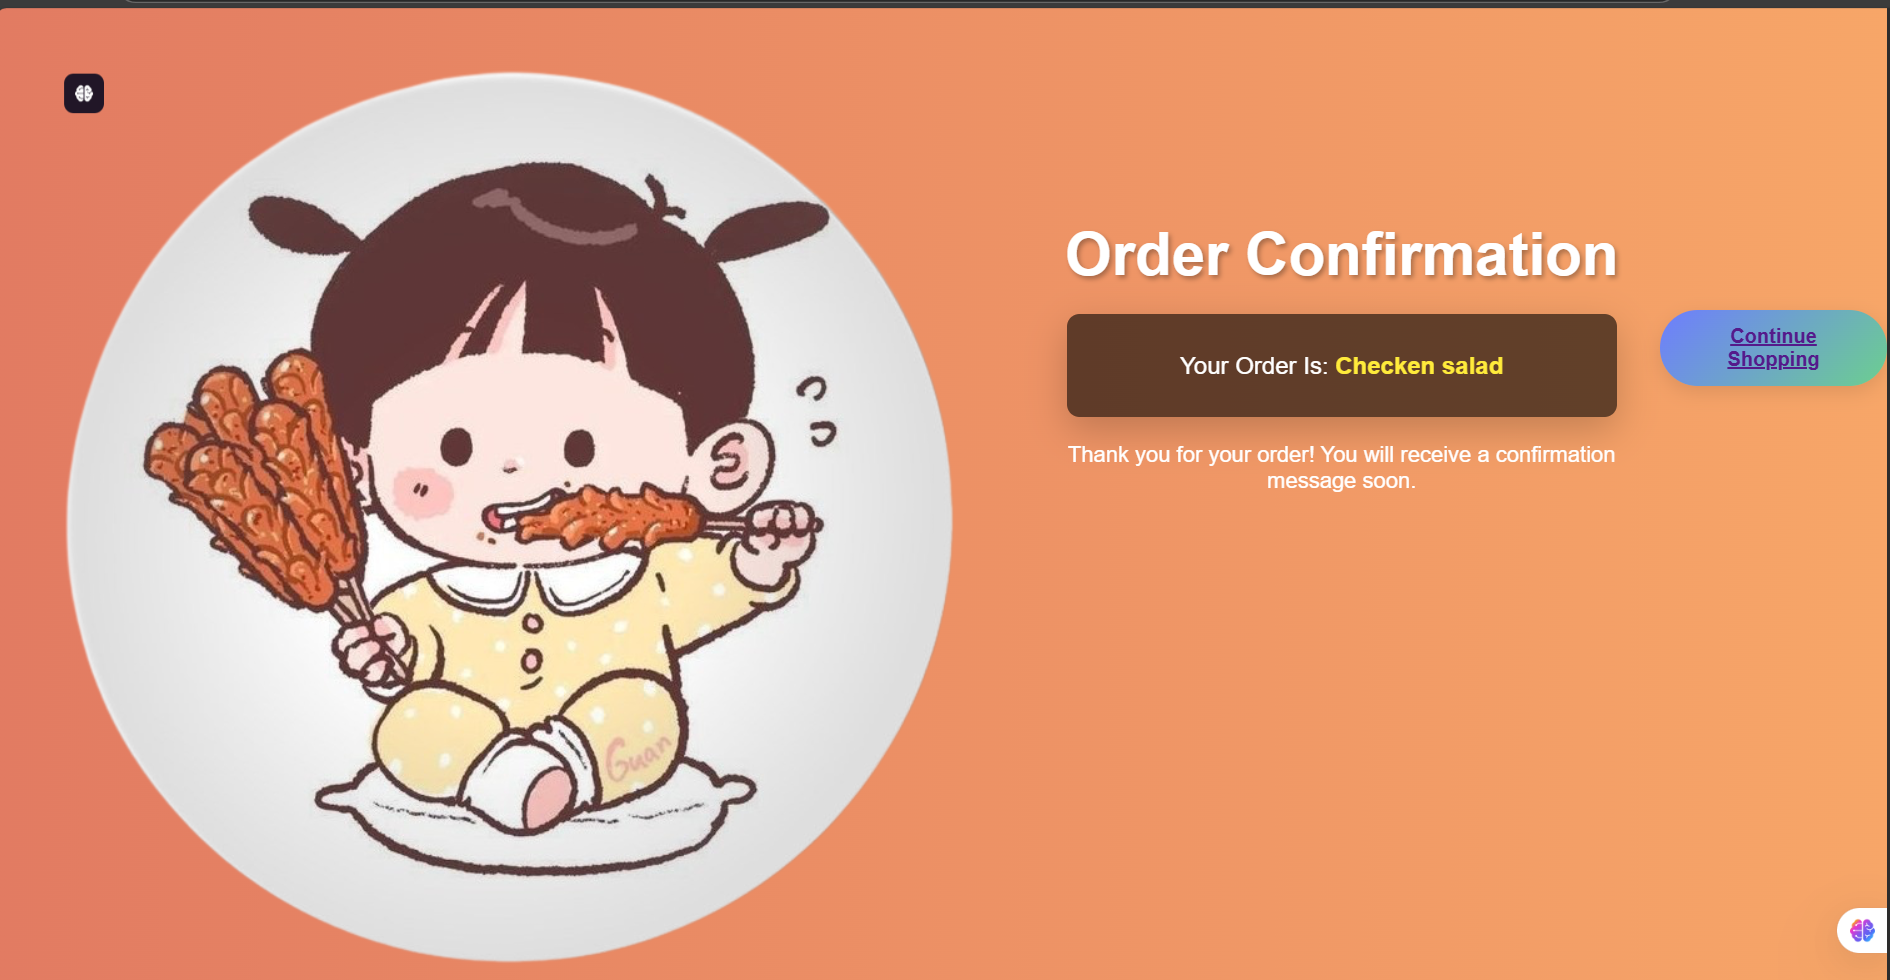 Order Confirmation
Your Order Is: Checken salad
Continue
Shopping
Thank you for your order! You will receive a confirmation
message soon.
Guan